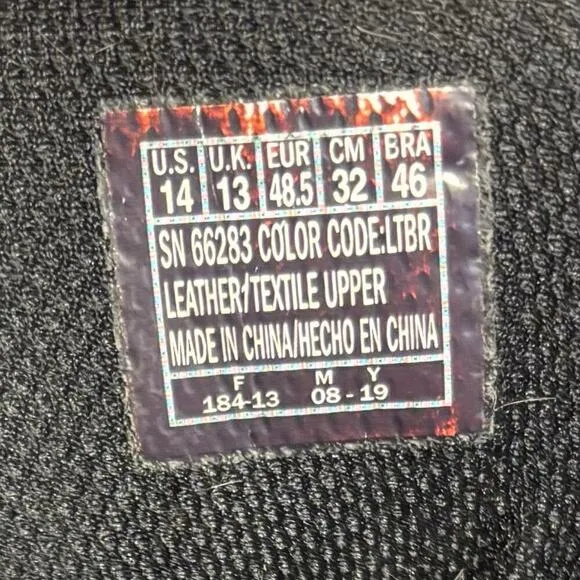 U.S. U.K. EUR CM BRA
14 13 48.5 32 46
SN 66283 COLOR CODE:LTBR
LEATHER/TEXTILE UPPER
MADE IN CHINA/HECHO EN CHINA
F M Y
184-13 08 - 19